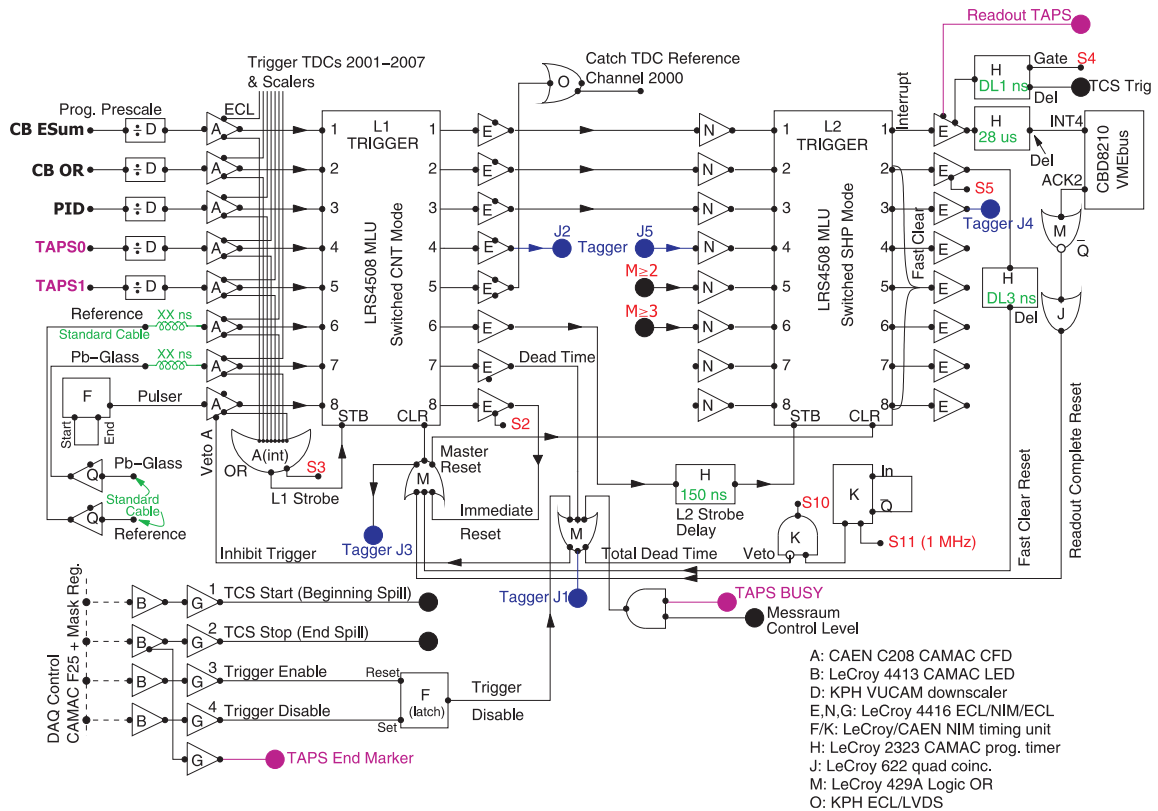 Readout TAPS
Trigger TDCs 2001–2007
& Scalers
Catch TDC Reference
Channel 2000
O
Prog. Prescale
ECL
CB ESum
÷ D
A
1
L1
TRIGGER
1
E
N
1
L2
TRIGGER
1
Interrupt
E
H
DL1 ns
Gate
S4
Del
TCS Trig
H
28 us
Del
INT4
CBD8210
VMEbus
ACK2
CB OR
÷ D
A
2
2
E
N
2
2
E
S5
PID
÷ D
A
3
LRS4508 MLU
Switched CNT Mode
3
E
N
3
LRS4508 MLU
Switched SHP Mode
3
Fast Clear
E
Tagger J4
M
Q̅
TAPS0
÷ D
A
4
4
E
J2
Tagger
J5
N
4
4
E
TAPS1
÷ D
A
5
5
E
M≥2
N
5
5
E
H
DL3 ns
Del
J
Reference
XX ns
Standard Cable
A
6
6
E
M≥3
N
6
6
E
Pb–Glass
XX ns
A
7
7
E
Dead Time
N
7
7
E
F
Start
End
Pulser
A
8
8
E
S2
N
8
8
E
STB
CLR
STB
CLR
Veto A
A(int)
OR
S3
L1 Strobe
Master
Reset
M
Immediate
Reset
Tagger J3
Q
Pb–Glass
Standard
Cable
Q
Reference
H
150 ns
L2 Strobe
Delay
M
S10
K
Veto
K
In
Q̅
S11 (1 MHz)
Fast Clear Reset
Readout Complete Reset
Inhibit Trigger
Total Dead Time
Tagger J1
TAPS BUSY
Messraum
Control Level
DAQ Control
CAMAC F25 + Mask Reg.
B
G
1
TCS Start (Beginning Spill)
B
G
2
TCS Stop (End Spill)
B
G
3
Trigger Enable
Reset
B
G
4
Trigger Disable
Set
F
(latch)
Trigger
Disable
G
TAPS End Marker
A: CAEN C208 CAMAC CFD
B: LeCroy 4413 CAMAC LED
D: KPH VUCAM downscaler
E,N,G: LeCroy 4416 ECL/NIM/ECL
F/K: LeCroy/CAEN NIM timing unit
H: LeCroy 2323 CAMAC prog. timer
J: LeCroy 622 quad coinc.
M: LeCroy 429A Logic OR
O: KPH ECL/LVDS